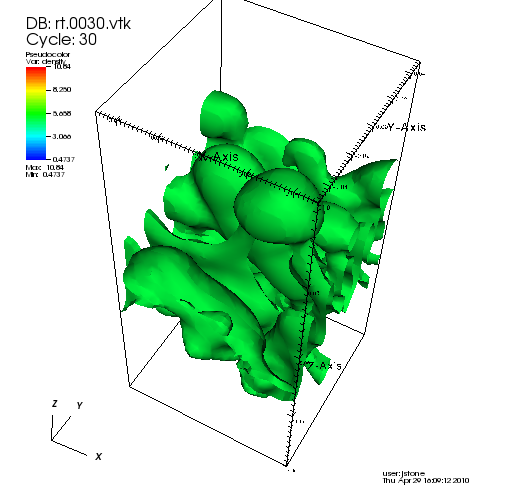 DB: rt.0030.vtk
Cycle: 30
Pseudocolor
Var: density
10.84
8.250
5.658
3.066
0.4737
Max: 10.84
Min: 0.4737
X-Axis
Y-Axis
Z-Axis
Z
Y
X
user: jstone
Thu Apr 29 16:09:12 2010